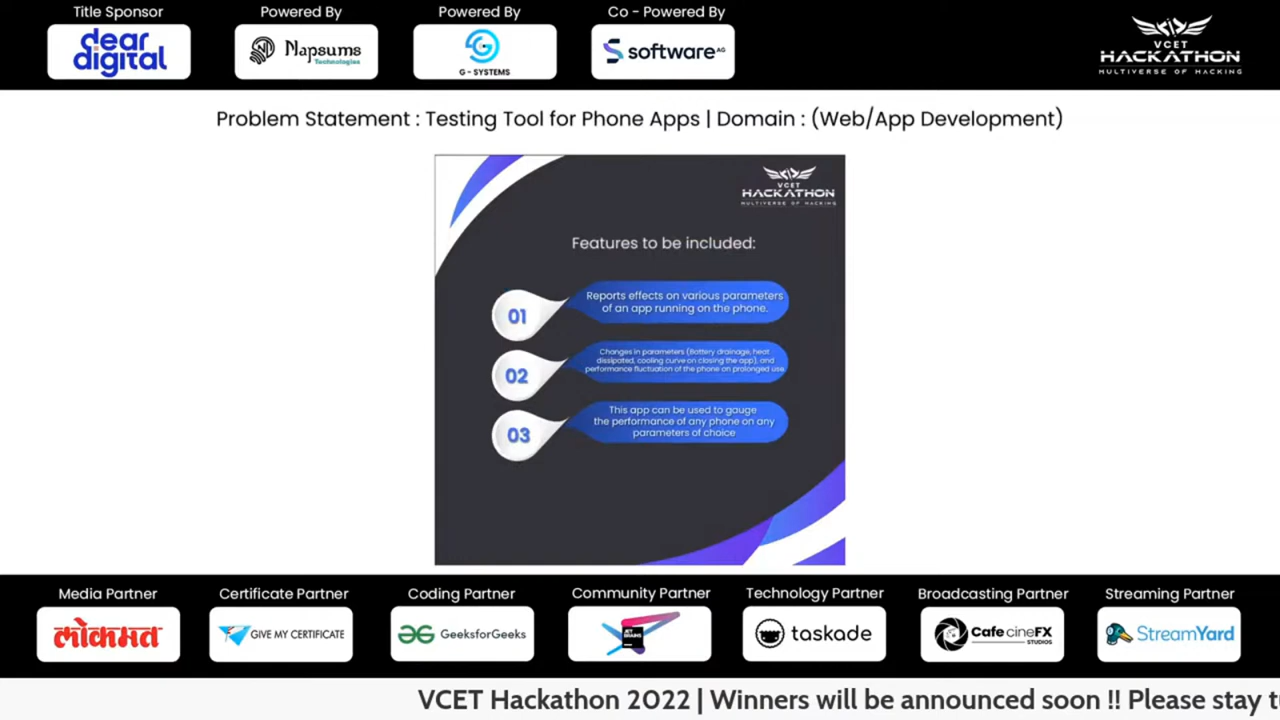 Title Sponsor
Powered By
Powered By
Co - Powered By
dear
digital
Napsums
Technologies
G - SYSTEMS
software AG
VCET
HACKATHON
MULTIVERSE OF HACKING
Problem Statement : Testing Tool for Phone Apps | Domain : (Web/App Development)
VCET
HACKATHON
MULTIVERSE OF HACKING
Features to be included:
01
Reports effects on various parameters
of an app running on the phone.
02
Changes in parameters (Battery drainage, heat
dissipated, cooling curve on closing the app), and
performance fluctuation of the phone on prolonged use.
03
This app can be used to gauge
the performance of any phone on any
parameters of choice
Media Partner
Certificate Partner
Coding Partner
Community Partner
Technology Partner
Broadcasting Partner
Streaming Partner
लोकमत
GIVE MY CERTIFICATE
GeeksforGeeks
JET
BRAINS
taskade
Cafe cineFX
STUDIOS
StreamYard
VCET Hackathon 2022 | Winners will be announced soon !! Please stay t